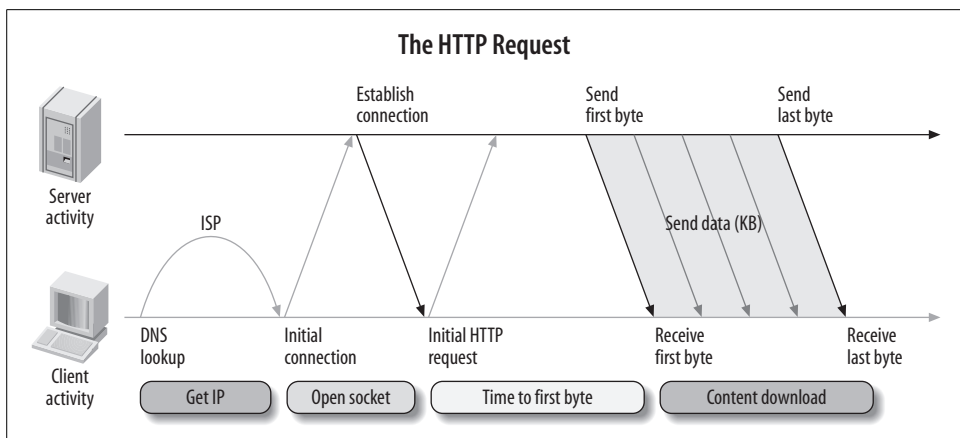 The HTTP Request
Establish
connection
Send
first byte
Send
last byte
Server
activity
ISP
Send data (KB)
DNS
lookup
Initial
connection
Initial HTTP
request
Receive
first byte
Receive
last byte
Client
activity
Get IP
Open socket
Time to first byte
Content download